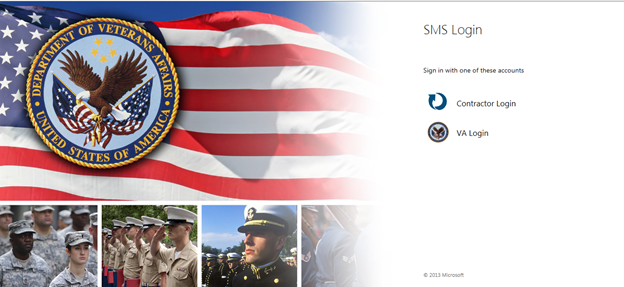 DEPARTMENT OF VETERANS AFFAIRS
UNITED STATES OF AMERICA
SMS Login
Sign in with one of these accounts
Contractor Login
VA Login
© 2013 Microsoft